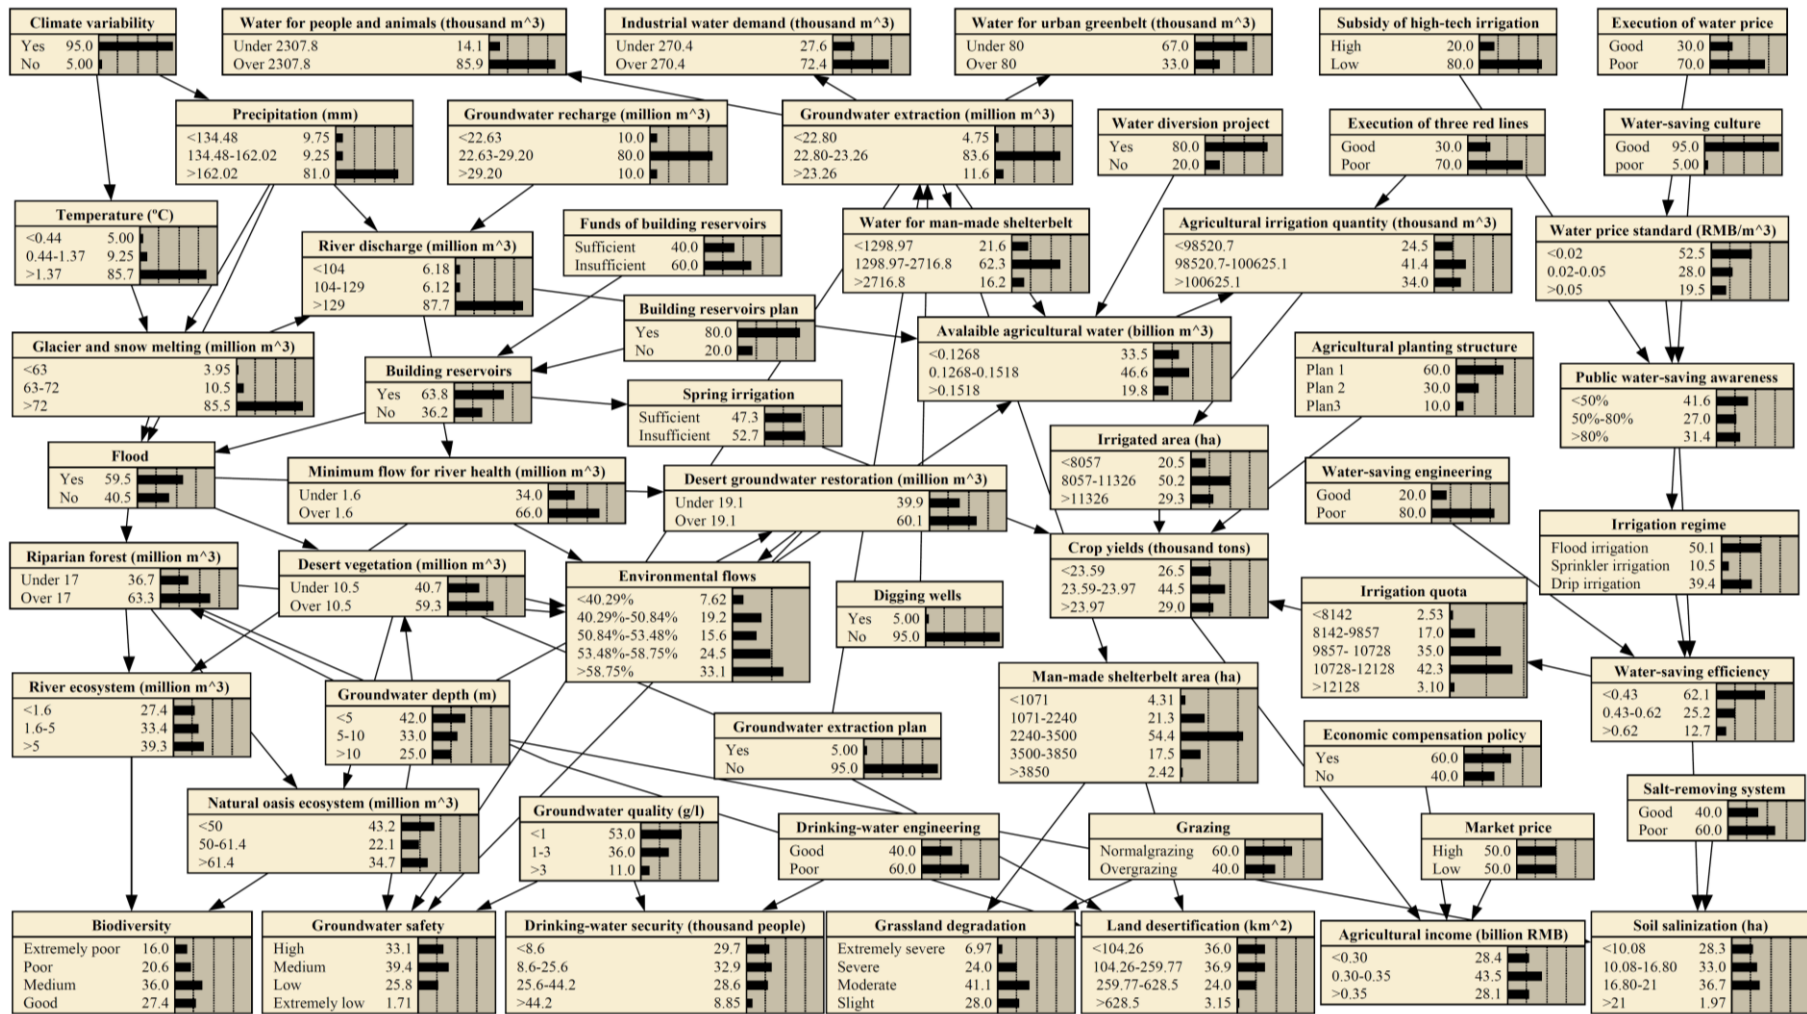 Climate variability
Yes 95.0
No 5.00
Water for people and animals (thousand m^3)
Under 2307.8 14.1
Over 2307.8 85.9
Industrial water demand (thousand m^3)
Under 270.4 27.6
Over 270.4 72.4
Water for urban greenbelt (thousand m^3)
Under 80 67.0
Over 80 33.0
Subsidy of high-tech irrigation
High 20.0
Low 80.0
Execution of water price
Good 30.0
Poor 70.0
Precipitation (mm)
<134.48 9.75
134.48-162.02 9.25
>162.02 81.0
Groundwater recharge (million m^3)
<22.63 10.0
22.63-29.20 80.0
>29.20 10.0
Groundwater extraction (million m^3)
<22.80 4.75
22.80-23.26 83.6
>23.26 11.6
Water diversion project
Yes 80.0
No 20.0
Execution of three red lines
Good 30.0
Poor 70.0
Water-saving culture
Good 95.0
poor 5.00
Temperature (ºC)
<0.44 5.00
0.44-1.37 9.25
>1.37 85.7
River discharge (million m^3)
<104 6.18
104-129 6.12
>129 87.7
Funds of building reservoirs
Sufficient 40.0
Insufficient 60.0
Water for man-made shelterbelt
<1298.97 21.6
1298.97-2716.8 62.3
>2716.8 16.2
Agricultural irrigation quantity (thousand m^3)
<98520.7 24.5
98520.7-100625.1 41.4
>100625.1 34.0
Water price standard (RMB/m^3)
<0.02 52.5
0.02-0.05 28.0
>0.05 19.5
Building reservoirs plan
Yes 80.0
No 20.0
Glacier and snow melting (million m^3)
<63 3.95
63-72 10.5
>72 85.5
Building reservoirs
Yes 63.8
No 36.2
Avalaible agricultural water (billion m^3)
<0.1268 33.5
0.1268-0.1518 46.6
>0.1518 19.8
Agricultural planting structure
Plan 1 60.0
Plan 2 30.0
Plan3 10.0
Public water-saving awareness
<50% 41.6
50%-80% 27.0
>80% 31.4
Spring irrigation
Sufficient 47.3
Insufficient 52.7
Irrigated area (ha)
<8057 20.5
8057-11326 50.2
>11326 29.3
Flood
Yes 59.5
No 40.5
Minimum flow for river health (million m^3)
Under 1.6 34.0
Over 1.6 66.0
Desert groundwater restoration (million m^3)
Under 19.1 39.9
Over 19.1 60.1
Water-saving engineering
Good 20.0
Poor 80.0
Irrigation regime
Flood irrigation 50.1
Sprinkler irrigation 10.5
Drip irrigation 39.4
Riparian forest (million m^3)
Under 17 36.7
Over 17 63.3
Desert vegetation (million m^3)
Under 10.5 40.7
Over 10.5 59.3
Environmental flows
<40.29% 7.62
40.29%-50.84% 19.2
50.84%-53.48% 15.6
53.48%-58.75% 24.5
>58.75% 33.1
Digging wells
Yes 5.00
No 95.0
Crop yields (thousand tons)
<23.59 26.5
23.59-23.97 44.5
>23.97 29.0
Irrigation quota
<8142 2.53
8142-9857 17.0
9857- 10728 35.0
10728-12128 42.3
>12128 3.10
River ecosystem (million m^3)
<1.6 27.4
1.6-5 33.4
>5 39.3
Groundwater depth (m)
<5 42.0
5-10 33.0
>10 25.0
Man-made shelterbelt area (ha)
<1071 4.31
1071-2240 21.3
2240-3500 54.4
3500-3850 17.5
>3850 2.42
Water-saving efficiency
<0.43 62.1
0.43-0.62 25.2
>0.62 12.7
Groundwater extraction plan
Yes 5.00
No 95.0
Economic compensation policy
Yes 60.0
No 40.0
Natural oasis ecosystem (million m^3)
<50 43.2
50-61.4 22.1
>61.4 34.7
Groundwater quality (g/l)
<1 53.0
1-3 36.0
>3 11.0
Drinking-water engineering
Good 40.0
Poor 60.0
Grazing
Normalgrazing 60.0
Overgrazing 40.0
Market price
High 50.0
Low 50.0
Salt-removing system
Good 40.0
Poor 60.0
Biodiversity
Extremely poor 16.0
Poor 20.6
Medium 36.0
Good 27.4
Groundwater safety
High 33.1
Medium 39.4
Low 25.8
Extremely low 1.71
Drinking-water security (thousand people)
<8.6 29.7
8.6-25.6 32.9
25.6-44.2 28.6
>44.2 8.85
Grassland degradation
Extremely severe 6.97
Severe 24.0
Moderate 41.1
Slight 28.0
Land desertification (km^2)
<104.26 36.0
104.26-259.77 36.9
259.77-628.5 24.0
>628.5 3.15
Agricultural income (billion RMB)
<0.30 28.4
0.30-0.35 43.5
>0.35 28.1
Soil salinization (ha)
<10.08 28.3
10.08-16.80 33.0
16.80-21 36.7
>21 1.97